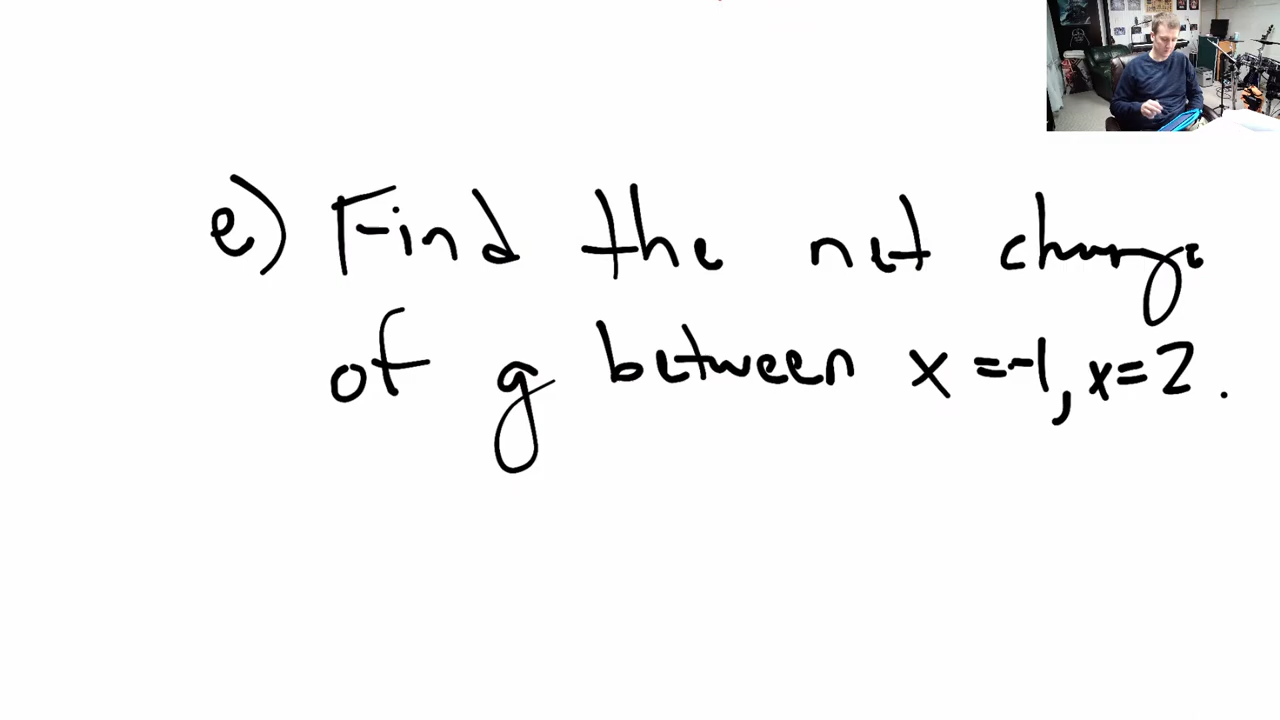 e) Find the net change
of g between x = -1, x = 2.